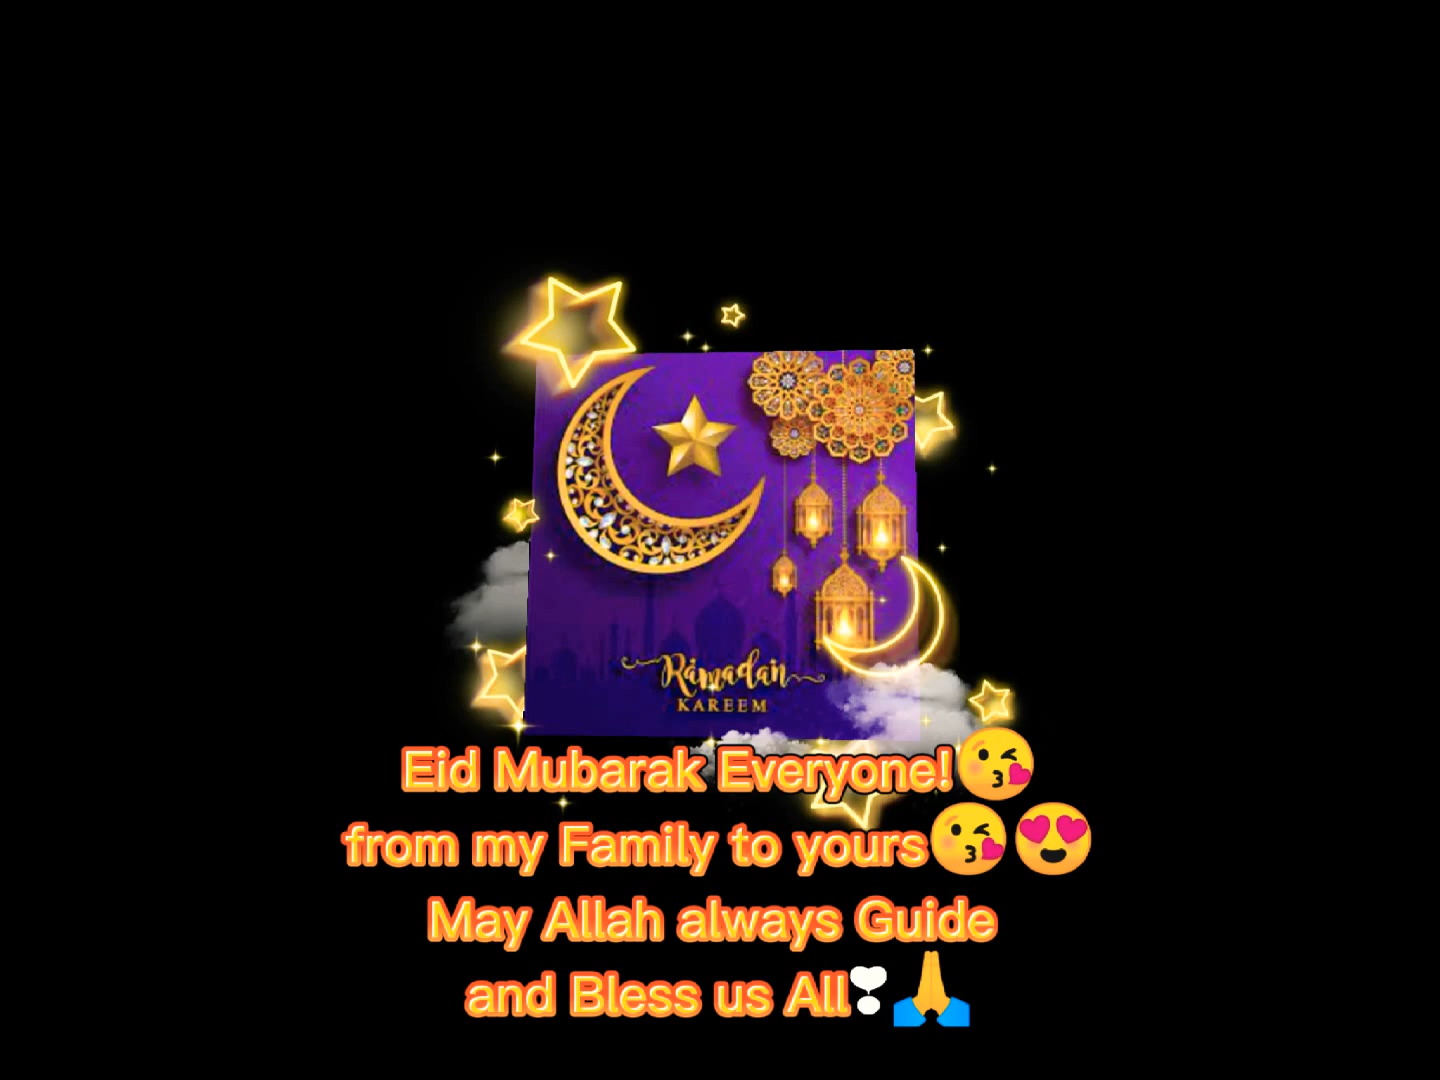 Ramadan
KAREEM
Eid Mubarak Everyone!😘
from my Family to yours😘😍
May Allah always Guide
and Bless us All❣🙏